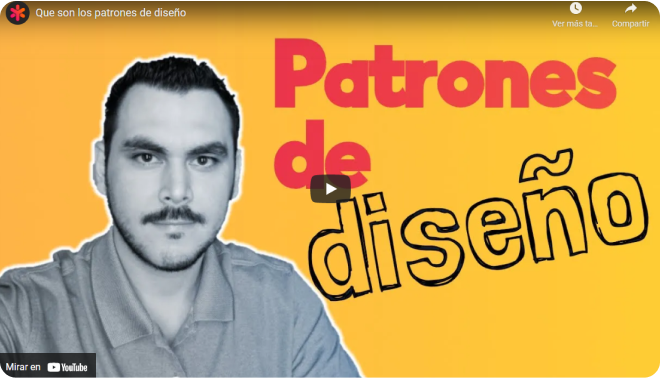 Que son los patrones de diseño
Ver más ta...
Compartir
Patrones
de
diseño
Mirar en YouTube